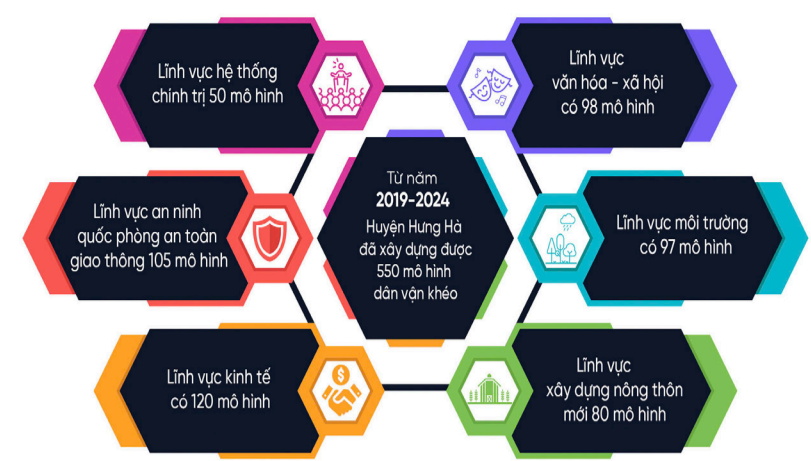 Lĩnh vực hệ thống
chính trị 50 mô hình
Lĩnh vực
văn hóa - xã hội
có 98 mô hình
Lĩnh vực an ninh
quốc phòng an toàn
giao thông 105 mô hình
Từ năm
2019-2024
Huyện Hưng Hà
đã xây dựng được
550 mô hình
dân vận khéo
Lĩnh vực môi trường
có 97 mô hình
Lĩnh vực kinh tế
có 120 mô hình
Lĩnh vực
xây dựng nông thôn
mới 80 mô hình